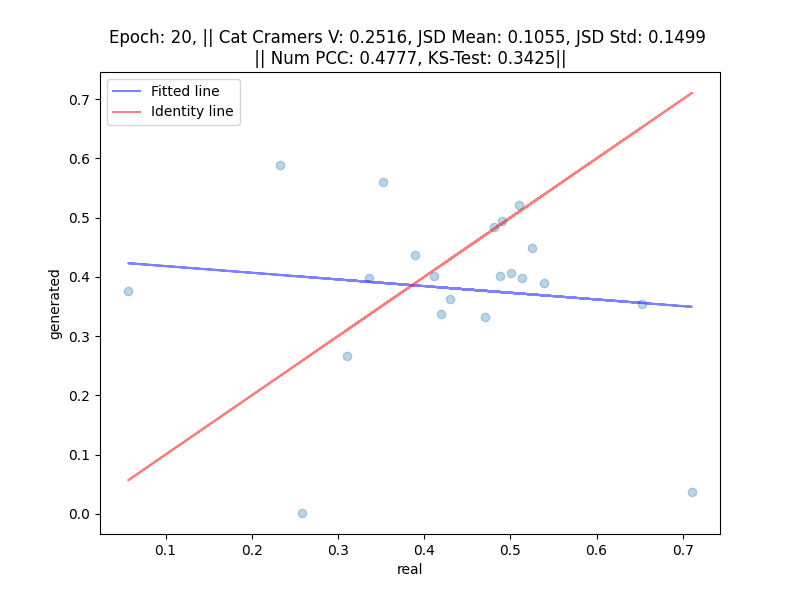 Epoch: 20, || Cat Cramers V: 0.2516, JSD Mean: 0.1055, JSD Std: 0.1499
|| Num PCC: 0.4777, KS-Test: 0.3425||
Fitted line
Identity line
generated
0.7
0.6
0.5
0.4
0.3
0.2
0.1
0.0
0.1 0.2 0.3 0.4 0.5 0.6 0.7
real